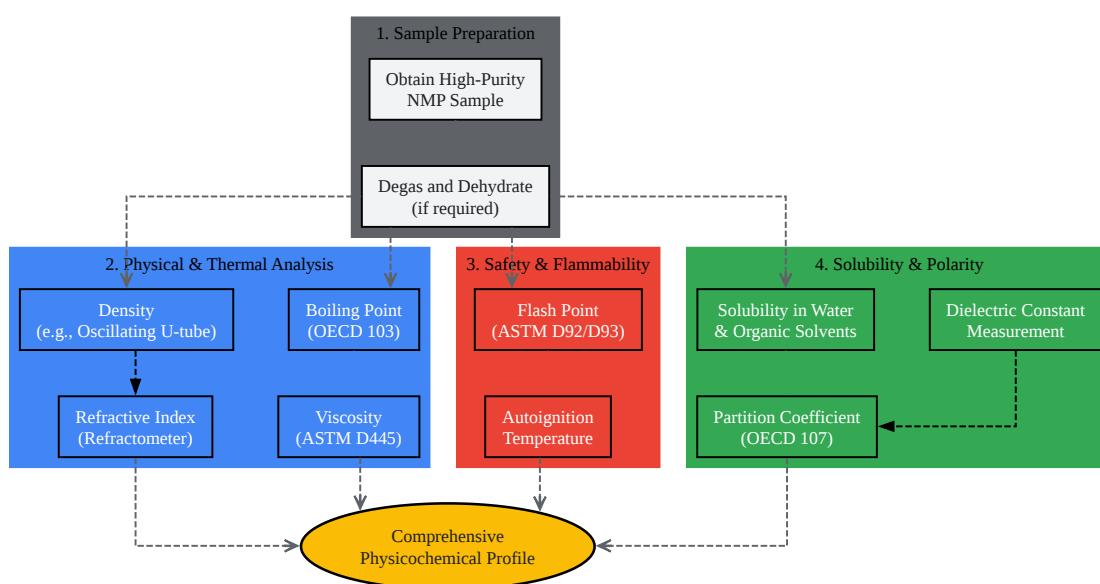 1. Sample Preparation
Obtain High-Purity
NMP Sample
Degas and Dehydrate
(if required)
2. Physical & Thermal Analysis
Density
(e.g., Oscillating U-tube)
Boiling Point
(OECD 103)
Refractive Index
(Refractometer)
Viscosity
(ASTM D445)
3. Safety & Flammability
Flash Point
(ASTM D92/D93)
Autoignition
Temperature
4. Solubility & Polarity
Solubility in Water
& Organic Solvents
Dielectric Constant
Measurement
Partition Coefficient
(OECD 107)
Comprehensive
Physicochemical Profile